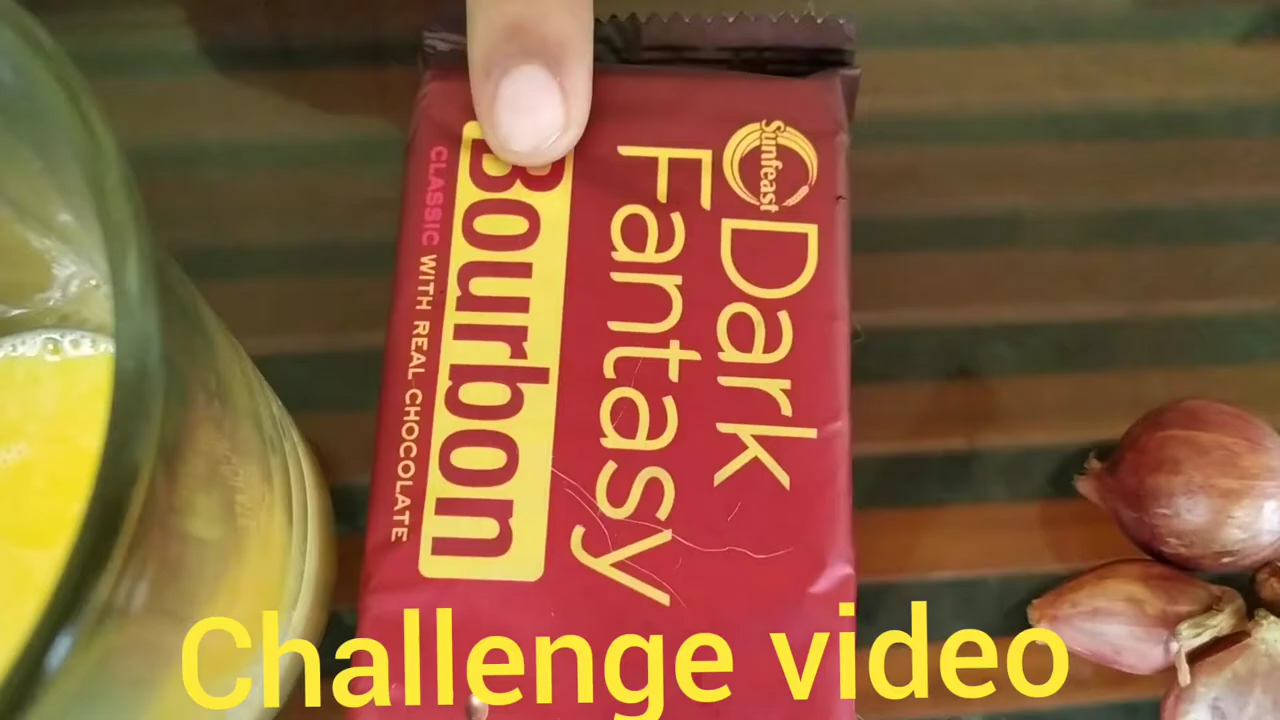 Sunfeast
Dark
Fantasy
Bourbon
CLASSIC WITH REAL CHOCOLATE
Challenge video